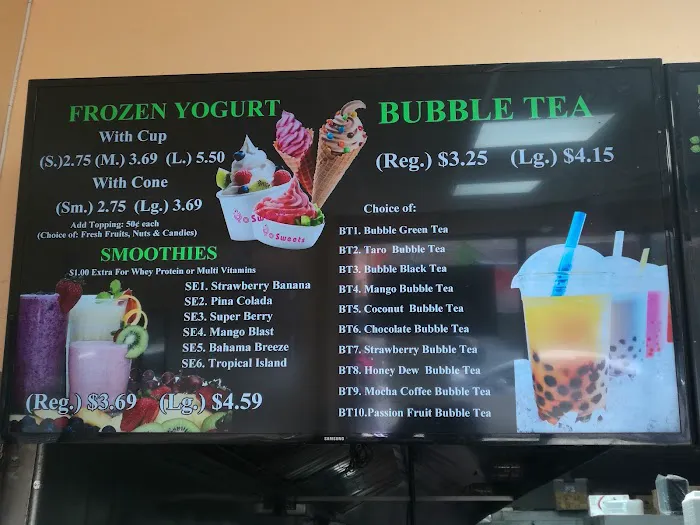 FROZEN YOGURT
With Cup
(S.)2.75 (M.) 3.69 (L.) 5.50
With Cone
(Sm.) 2.75 (Lg.) 3.69
Add Topping: 50¢ each
(Choice of: Fresh Fruits, Nuts & Candies)
Sweets
SMOOTHIES
$1.00 Extra For Whey Protein or Multi Vitamins
SE1. Strawberry Banana
SE2. Pina Colada
SE3. Super Berry
SE4. Mango Blast
SE5. Bahama Breeze
SE6. Tropical Island
(Reg.) $3.69 (Lg.) $4.59
BUBBLE TEA
(Reg.) $3.25 (Lg.) $4.15
Choice of:
BT1. Bubble Green Tea
BT2. Taro Bubble Tea
BT3. Bubble Black Tea
BT4. Mango Bubble Tea
BT5. Coconut Bubble Tea
BT6. Chocolate Bubble Tea
BT7. Strawberry Bubble Tea
BT8. Honey Dew Bubble Tea
BT9. Mocha Coffee Bubble Tea
BT10.Passion Fruit Bubble Tea
SAMSUNG